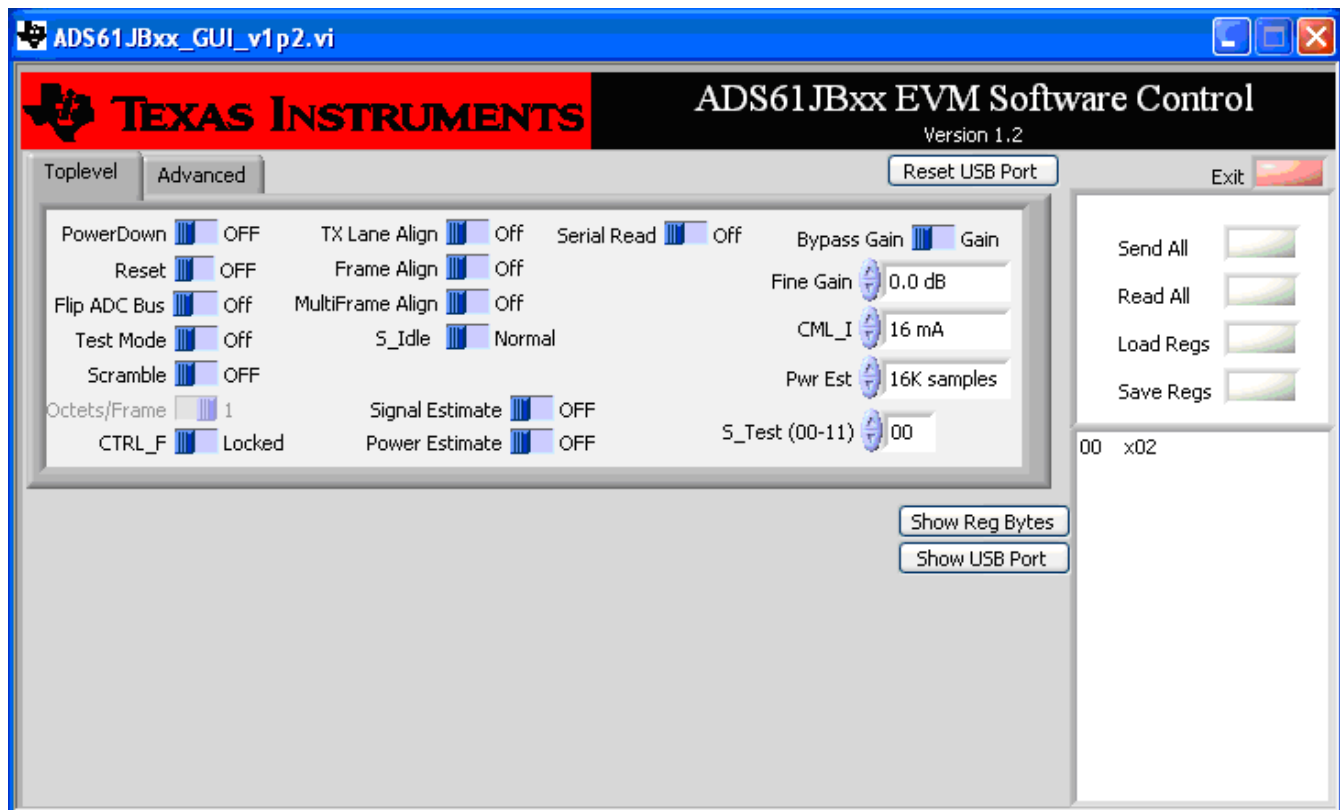 ADS61JBxx_GUI_v1p2.vi
TEXAS INSTRUMENTS
ADS61JBxx EVM Software Control
Version 1.2
Toplevel
Advanced
Reset USB Port
Exit
PowerDown OFF
Reset OFF
Flip ADC Bus Off
Test Mode Off
Scramble OFF
Octets/Frame 1
CTRL_F Locked
TX Lane Align Off
Frame Align Off
MultiFrame Align Off
S_Idle Normal
Signal Estimate OFF
Power Estimate OFF
Serial Read Off
Bypass Gain Gain
Fine Gain 0.0 dB
CML_I 16 mA
Pwr Est 16K samples
S_Test (00-11) 00
Send All
Read All
Load Regs
Save Regs
00 x02
Show Reg Bytes
Show USB Port